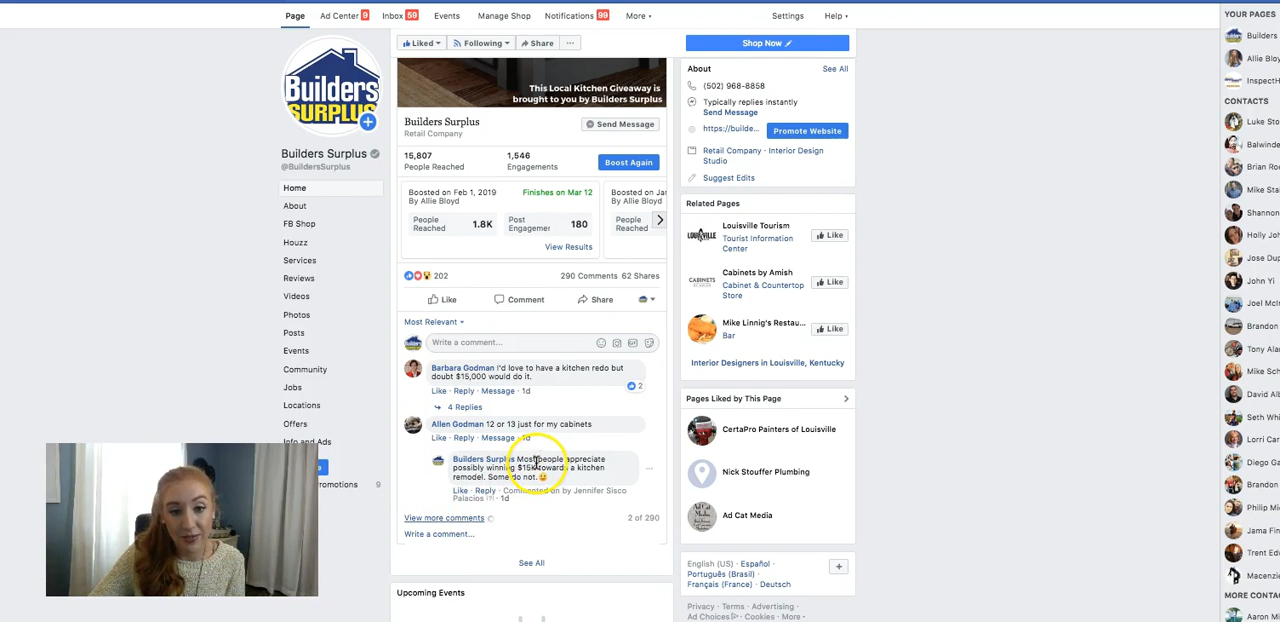 Page
Ad Center 9
Inbox 59
Events
Manage Shop
Notifications 99
More
Settings
Help
Liked
Following
Share
...
Shop Now
Builders
SURPLUS
Builders Surplus
@BuildersSurplus
Home
About
FB Shop
Houzz
Services
Reviews
Videos
Photos
Posts
Events
Community
Jobs
Locations
Offers
Info and Ads
9
This Local Kitchen Giveaway is
brought to you by Builders Surplus
Builders Surplus
Retail Company
Send Message
15,807
People Reached
1,546
Engagements
Boost Again
Boosted on Feb 1, 2019
By Allie Bloyd
Finishes on Mar 12
People
Reached
1.8K
Post
Engagemer
180
View Results
Boosted on Jan
By Allie Bloyd
People
Reached
202
290 Comments 62 Shares
Like
Comment
Share
Most Relevant
Write a comment...
Barbara Godman I'd love to have a kitchen redo but
doubt $15,000 would do it.
2
Like · Reply · Message · 1d
4 Replies
Allen Godman 12 or 13 just for my cabinets
Like · Reply · Message · 1d
Builders Surplus Most people appreciate
possibly winning $15K towards a kitchen
remodel. Some do not.
Like · Reply · Commented on by Jennifer Sisco
Palacios [?] · 1d
View more comments
2 of 290
Write a comment...
See All
Upcoming Events
About
See All
(502) 968-8858
Typically replies instantly
Send Message
https://builde...
Promote Website
Retail Company · Interior Design
Studio
Suggest Edits
Related Pages
Louisville Tourism
Tourist Information
Center
Like
Cabinets by Amish
Cabinet & Countertop
Store
Like
Mike Linnig's Restau...
Bar
Like
Interior Designers in Louisville, Kentucky
Pages Liked by This Page
CertaPro Painters of Louisville
Nick Stouffer Plumbing
Ad Cat Media
English (US) · Español ·
Português (Brasil) ·
Français (France) · Deutsch
Privacy · Terms · Advertising ·
Ad Choices · Cookies · More
YOUR PAGES
Builders
Allie Bloy
InspectH
CONTACTS
Luke Sto
Balwinde
Brian Ro
Mike Sta
Shannon
Holly Joh
Jose Dup
John Yi
Joel McIn
Brandon
Tony Ala
Mike Sch
David Alb
Seth Whi
Lorri Car
Diego Ga
Brandon
Philip Mi
Jama Fin
Trent Ed
Macenzie
MORE CONTAC
Aaron Mi